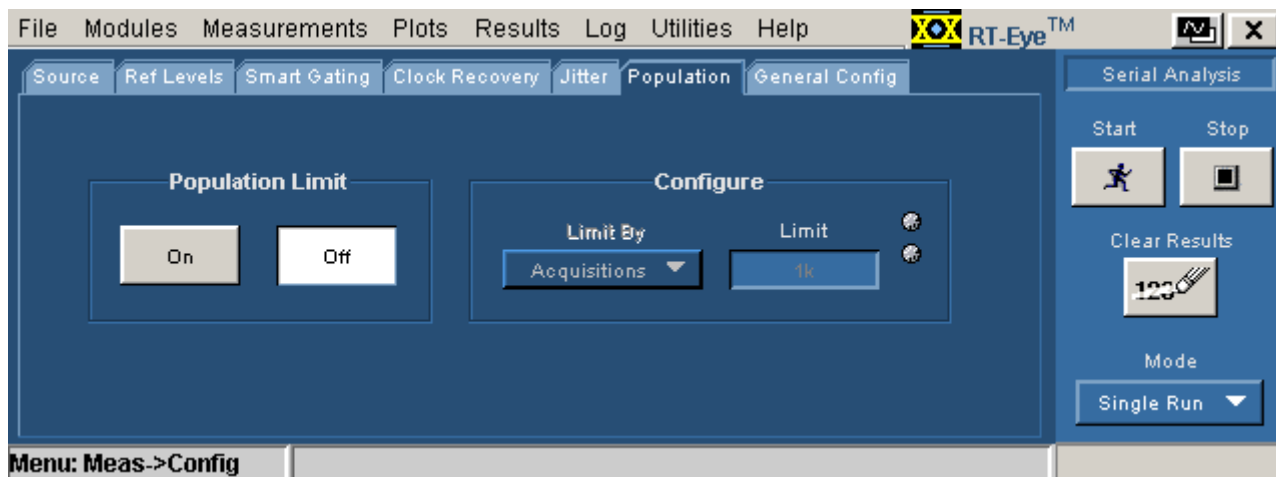 File Modules Measurements Plots Results Log Utilities Help RT-Eye™
Source Ref Levels Smart Gating Clock Recovery Jitter Population General Config
Serial Analysis
Start Stop
Population Limit
On Off
Configure
Limit By Limit
Acquisitions 1k
Clear Results
123
Mode
Single Run
Menu: Meas->Config